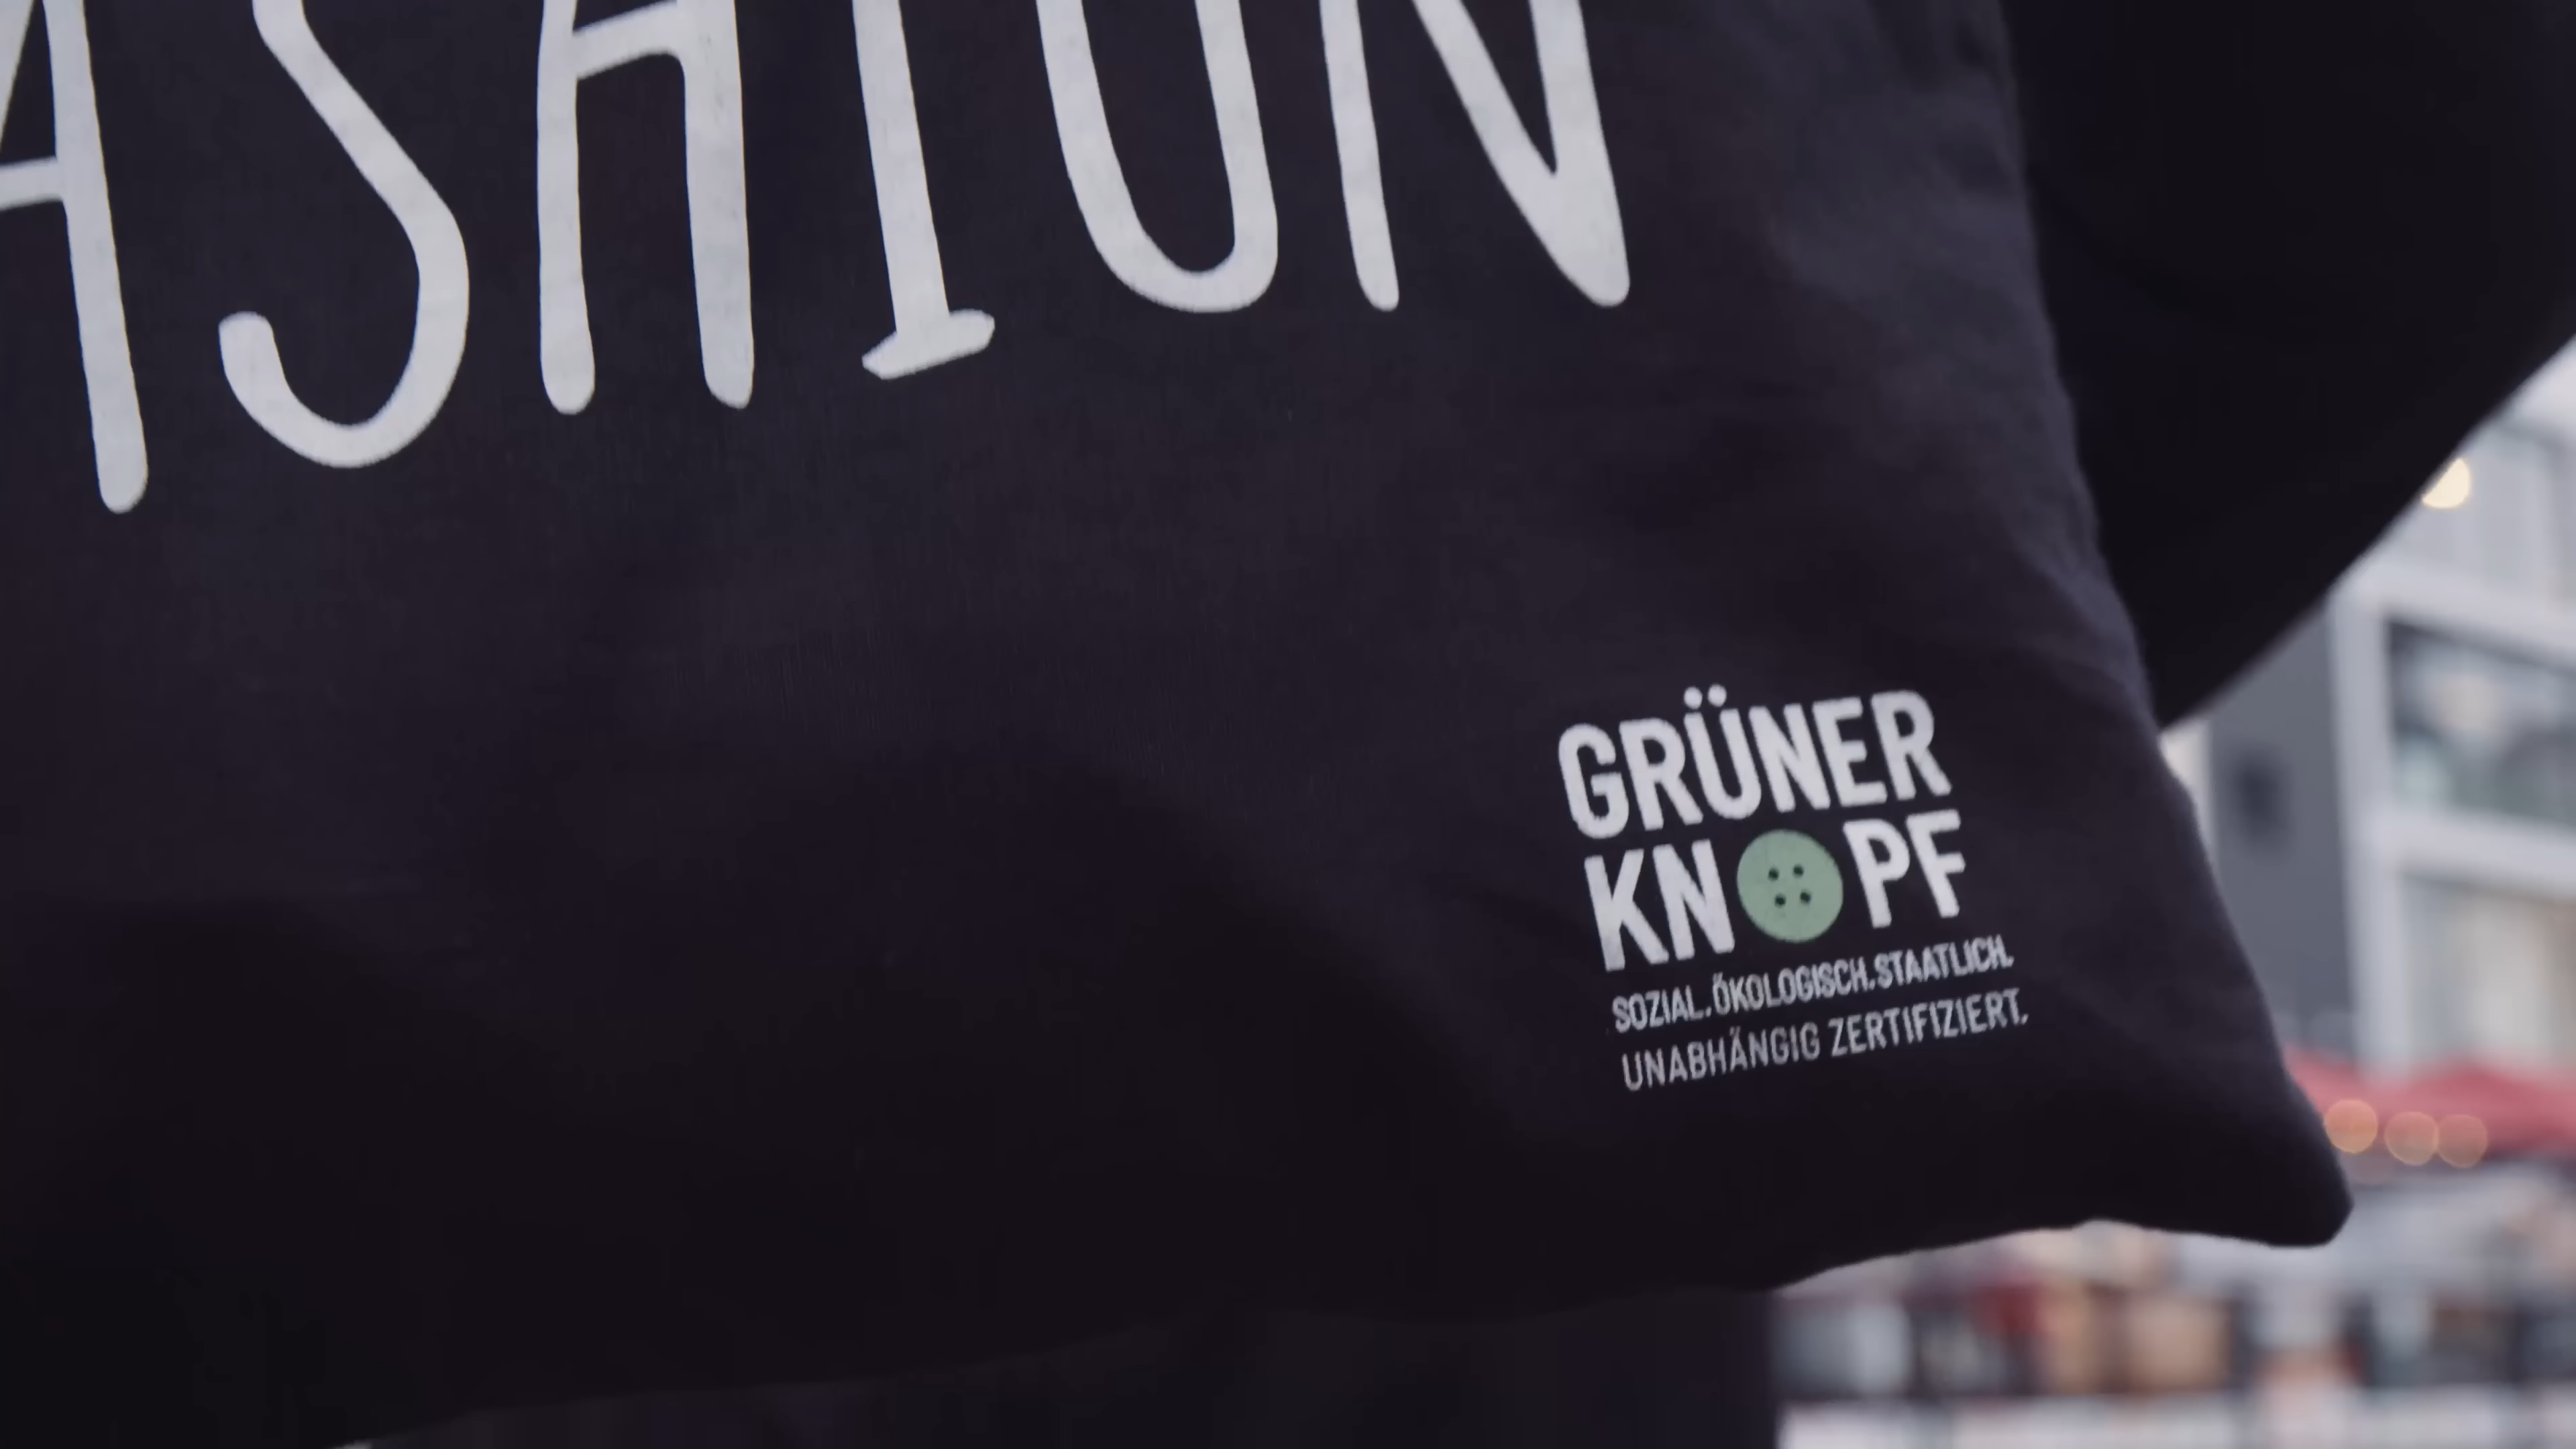 ASHION
GRÜNER
KNOPF
SOZIAL. ÖKOLOGISCH. STAATLICH.
UNABHÄNGIG ZERTIFIZIERT.